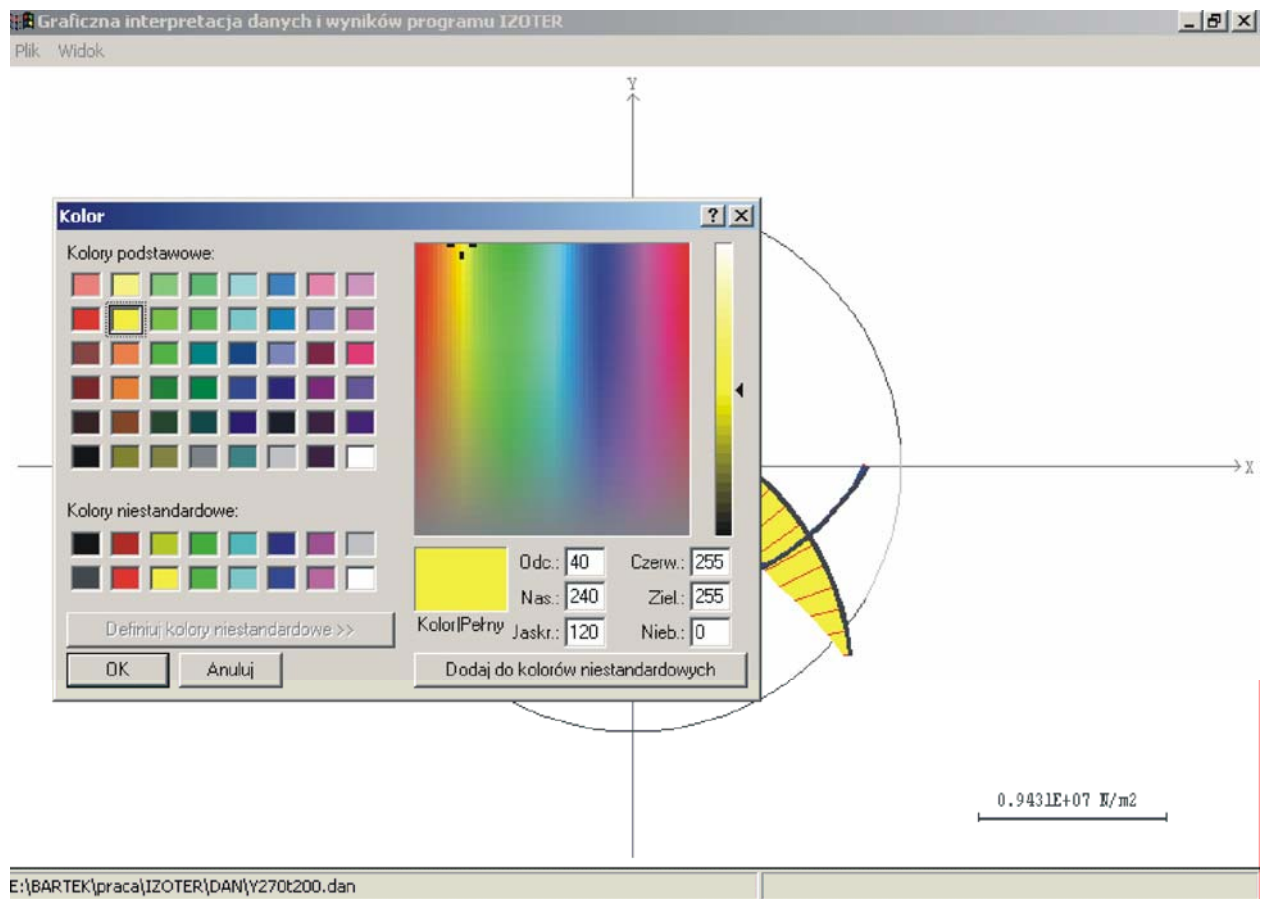 Graficzna interpretacja danych i wyników programu IZOTER
Plik Widok
Y
Kolor
Kolory podstawowe:
X
Kolory niestandardowe:
Odc.: 40 Czerw.: 255
Nas.: 240 Ziel.: 255
Kolor|Pełny Jaskr.: 120 Nieb.: 0
Definiuj kolory niestandardowe >>
OK Anuluj Dodaj do kolorów niestandardowych
0.9431E+07 N/m2
E:\BARTEK\praca\IZOTER\DAN\Y270t200.dan